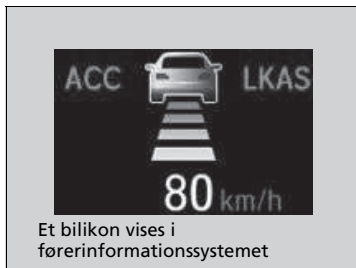 ACC LKAS
80 km/h
Et bilikon vises i
førerinformationssystemet